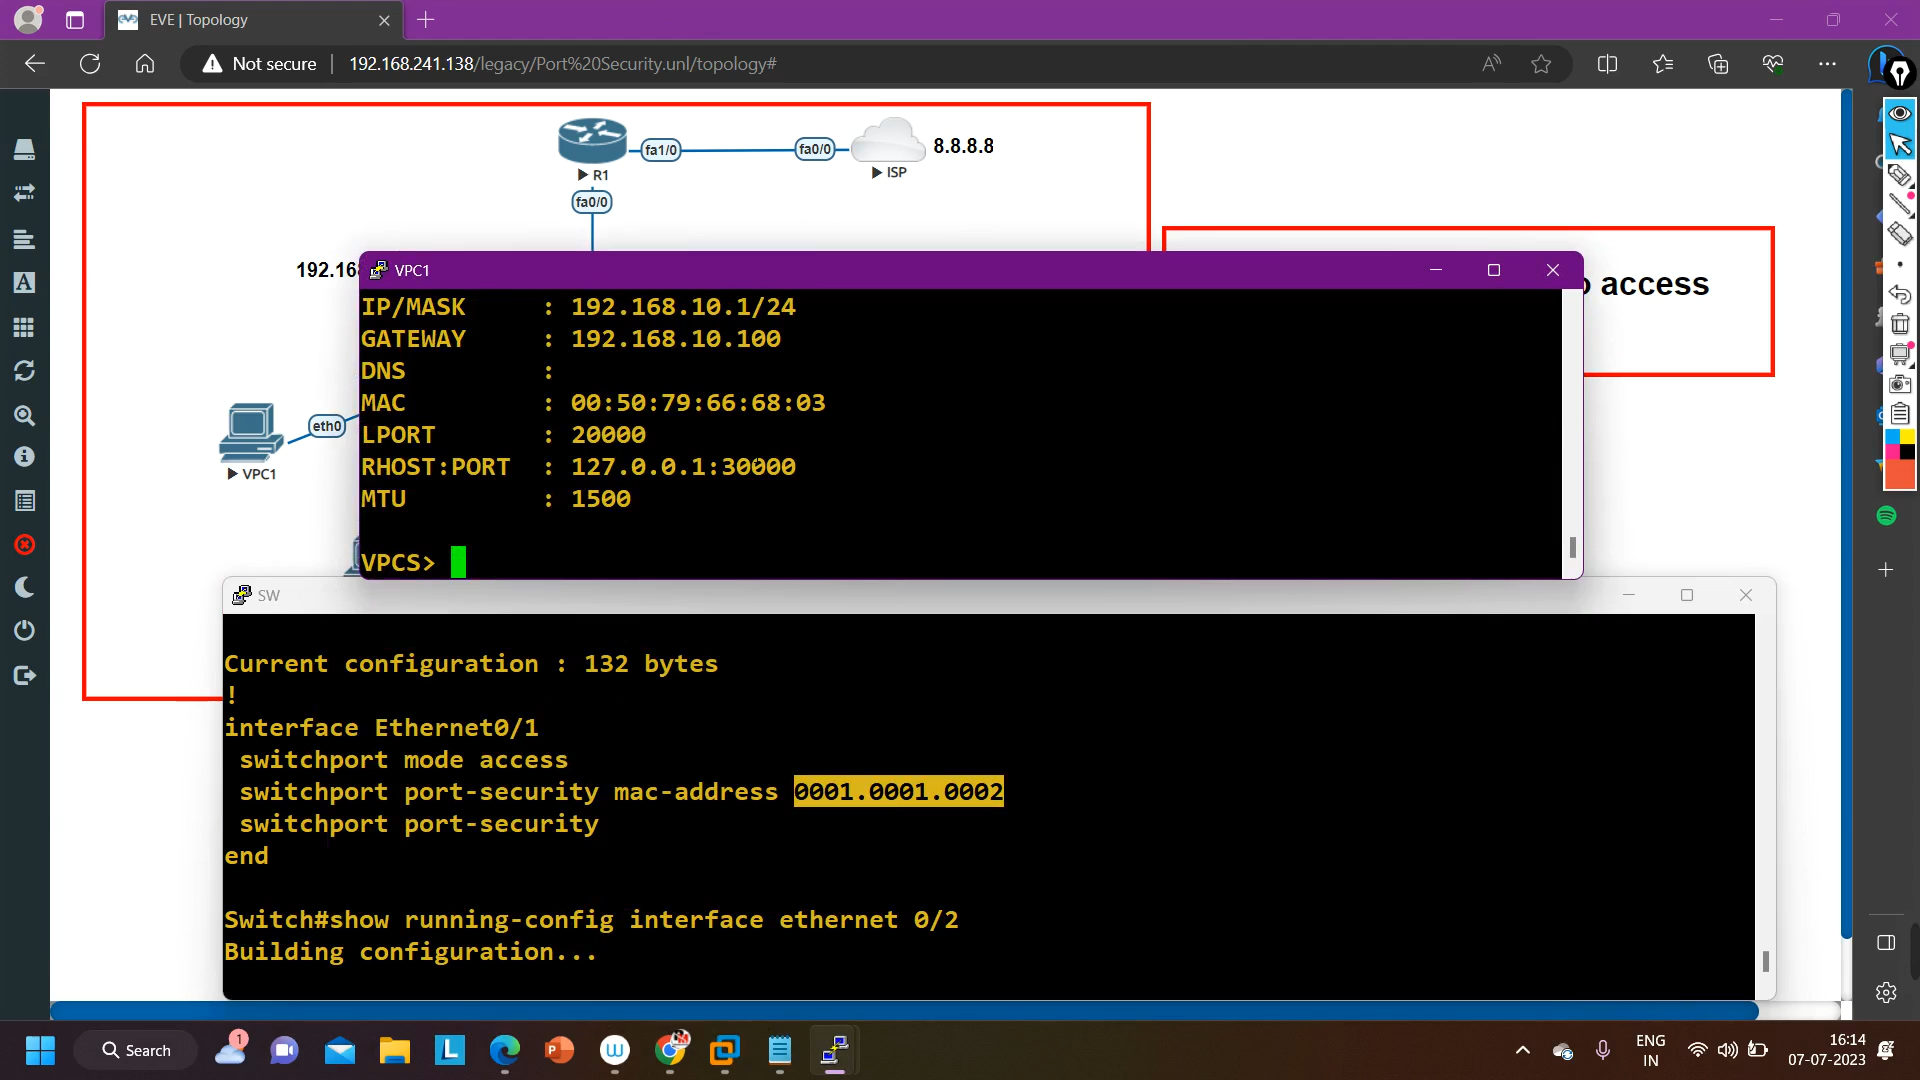 EVE | Topology
Not secure
192.168.241.138/legacy/Port%20Security.unl/topology#
8.8.8.8
fa1/0
fa0/0
R1
ISP
fa0/0
192.16
VPC1
access
IP/MASK : 192.168.10.1/24
GATEWAY : 192.168.10.100
DNS :
MAC : 00:50:79:66:68:03
LPORT : 20000
RHOST:PORT : 127.0.0.1:30000
MTU : 1500
VPCS>
eth0
VPC1
SW
Current configuration : 132 bytes
!
interface Ethernet0/1
switchport mode access
switchport port-security mac-address 0001.0001.0002
switchport port-security
end
Switch#show running-config interface ethernet 0/2
Building configuration...
1
Search
ENG
IN
16:14
07-07-2023